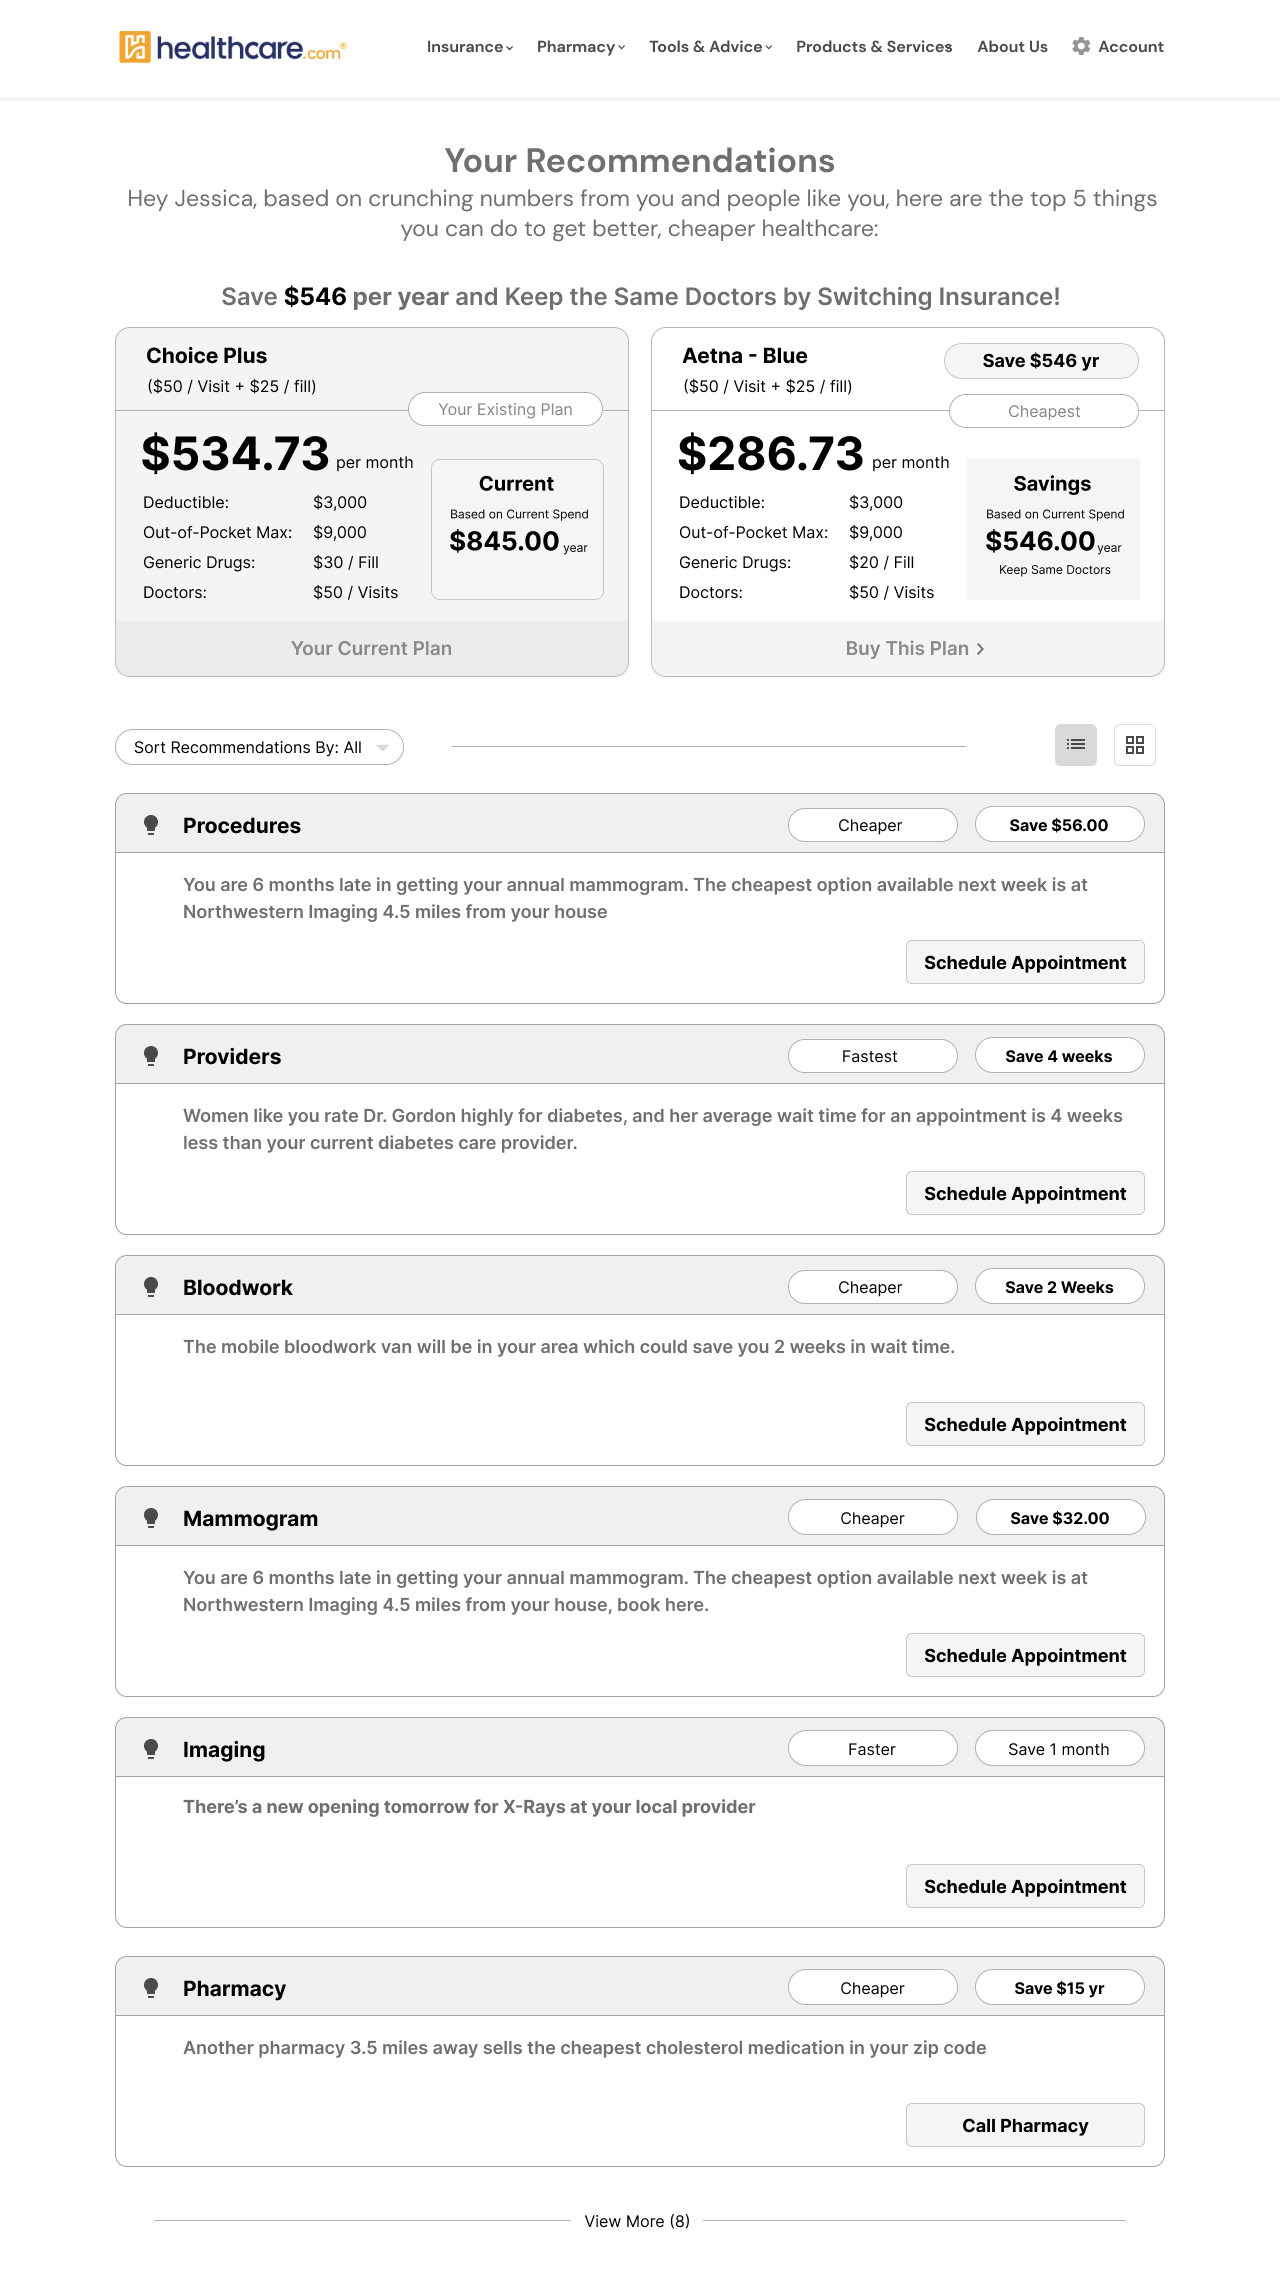 healthcare.com®
Insurance
Pharmacy
Tools & Advice
Products & Services
About Us
Account
Your Recommendations
Hey Jessica, based on crunching numbers from you and people like you, here are the top 5 things
you can do to get better, cheaper healthcare:
Save $546 per year and Keep the Same Doctors by Switching Insurance!
Choice Plus
($50 / Visit + $25 / fill)
Your Existing Plan
$534.73 per month
Deductible: $3,000
Out-of-Pocket Max: $9,000
Generic Drugs: $30 / Fill
Doctors: $50 / Visits
Current
Based on Current Spend
$845.00 year
Your Current Plan
Aetna - Blue
($50 / Visit + $25 / fill)
Save $546 yr
Cheapest
$286.73 per month
Deductible: $3,000
Out-of-Pocket Max: $9,000
Generic Drugs: $20 / Fill
Doctors: $50 / Visits
Savings
Based on Current Spend
$546.00 year
Keep Same Doctors
Buy This Plan >
Sort Recommendations By: All
Procedures
Cheaper
Save $56.00
You are 6 months late in getting your annual mammogram. The cheapest option available next week is at
Northwestern Imaging 4.5 miles from your house
Schedule Appointment
Providers
Fastest
Save 4 weeks
Women like you rate Dr. Gordon highly for diabetes, and her average wait time for an appointment is 4 weeks
less than your current diabetes care provider.
Schedule Appointment
Bloodwork
Cheaper
Save 2 Weeks
The mobile bloodwork van will be in your area which could save you 2 weeks in wait time.
Schedule Appointment
Mammogram
Cheaper
Save $32.00
You are 6 months late in getting your annual mammogram. The cheapest option available next week is at
Northwestern Imaging 4.5 miles from your house, book here.
Schedule Appointment
Imaging
Faster
Save 1 month
There’s a new opening tomorrow for X-Rays at your local provider
Schedule Appointment
Pharmacy
Cheaper
Save $15 yr
Another pharmacy 3.5 miles away sells the cheapest cholesterol medication in your zip code
Call Pharmacy
View More (8)